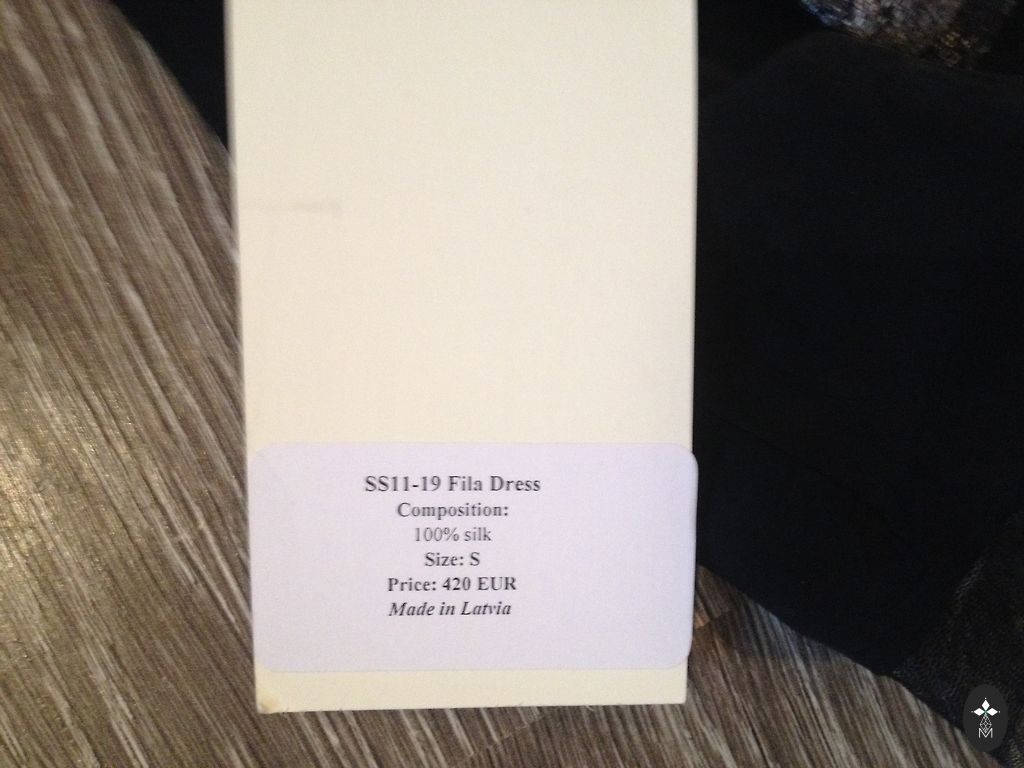 SS11-19 Fila Dress
Composition:
100% silk
Size: S
Price: 420 EUR
Made in Latvia
M